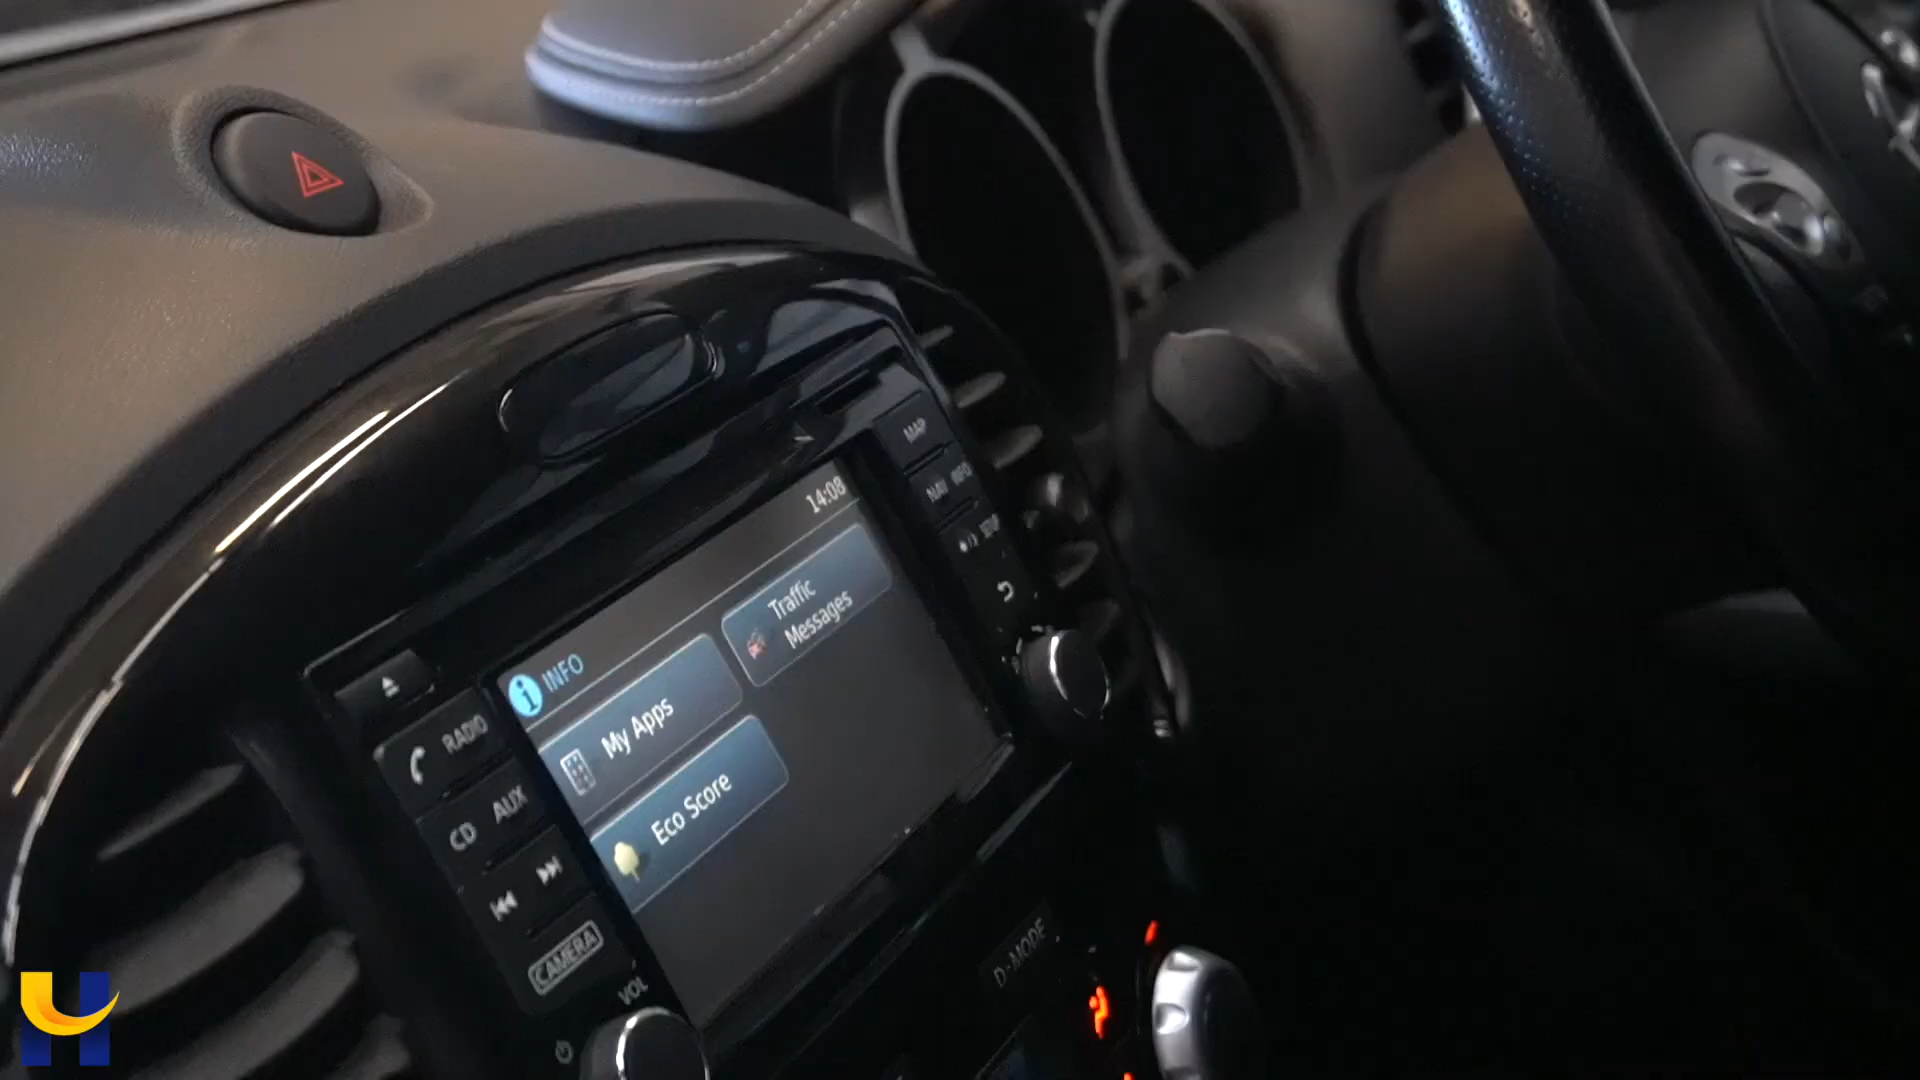 14:08
INFO
Traffic
Messages
My Apps
Eco Score
MAP
NAV INFO
SETUP
RADIO
CD AUX
CAMERA
VOL
D-MODE